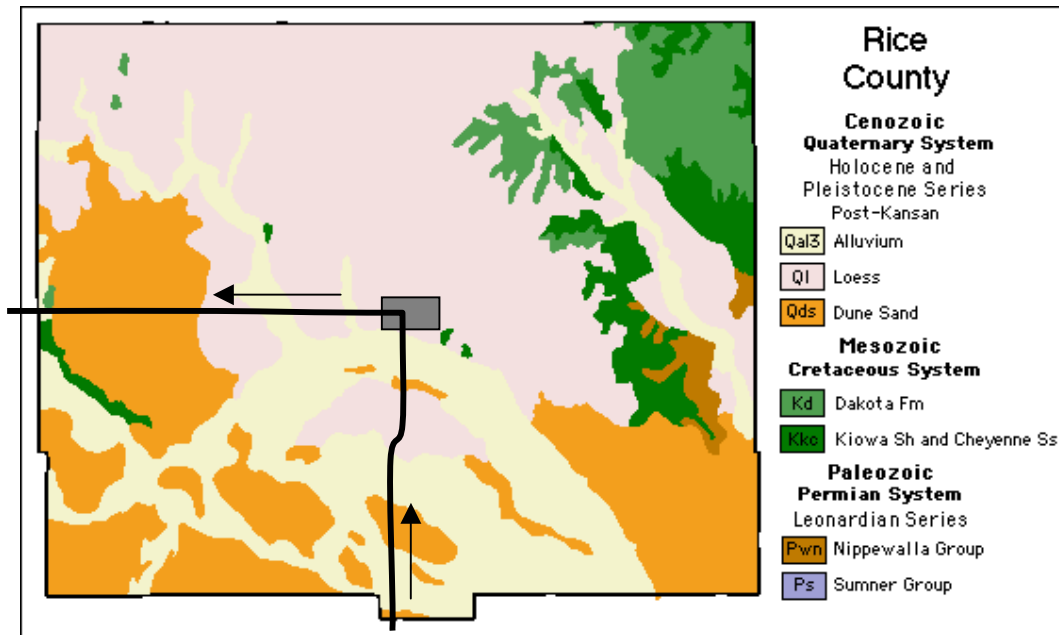 Rice
County
Cenozoic
Quaternary System
Holocene and
Pleistocene Series
Post-Kansan
Qal3 Alluvium
Ql Loess
Qds Dune Sand
Mesozoic
Cretaceous System
Kd Dakota Fm
Kkc Kiowa Sh and Cheyenne Ss
Paleozoic
Permian System
Leonardian Series
Pwn Nippewalla Group
Ps Sumner Group